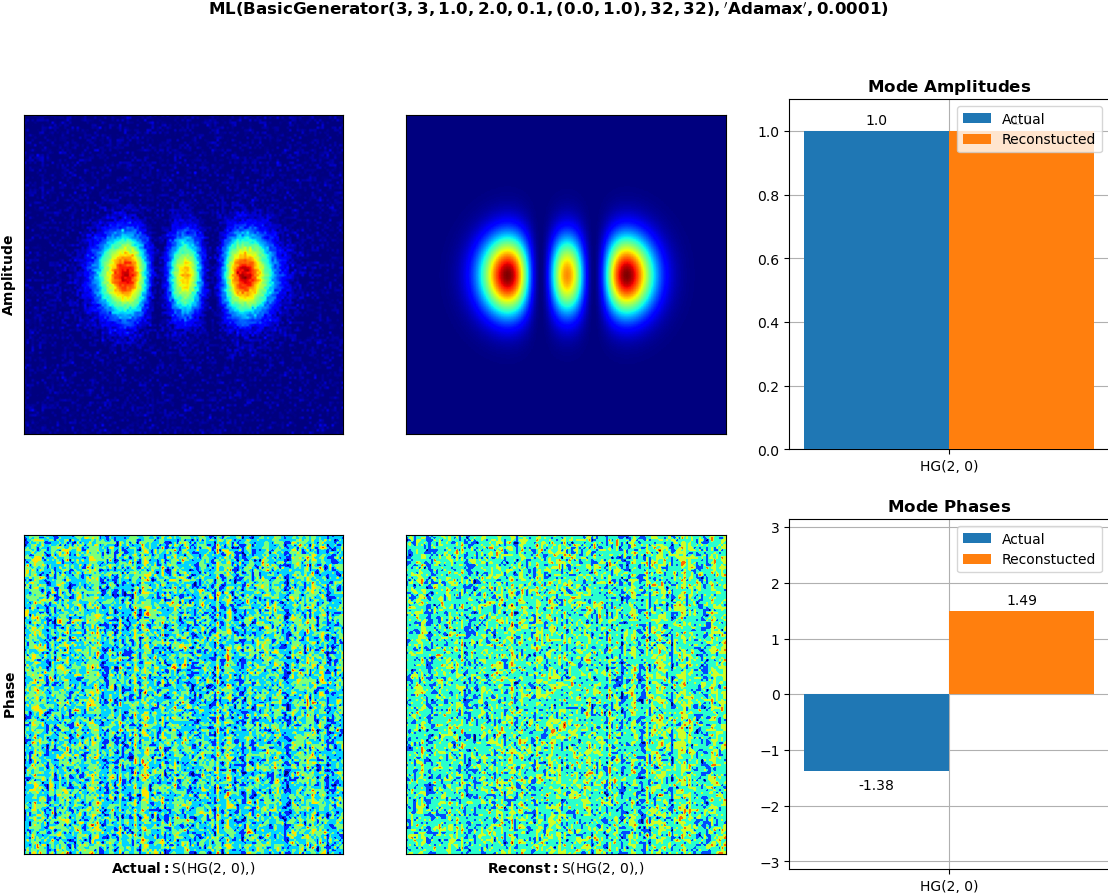 ML(BasicGenerator(3, 3, 1.0, 2.0, 0.1, (0.0, 1.0), 32, 32), ′Adamax′, 0.0001)
Amplitude
Mode Amplitudes
1.0
Actual
Reconstucted
1.0
0.8
0.6
0.4
0.2
0.0
HG(2, 0)
Phase
Actual: S(HG(2, 0),)
Reconst: S(HG(2, 0),)
Mode Phases
Actual
Reconstucted
3
2
1
0
−1
−2
−3
1.49
-1.38
HG(2, 0)